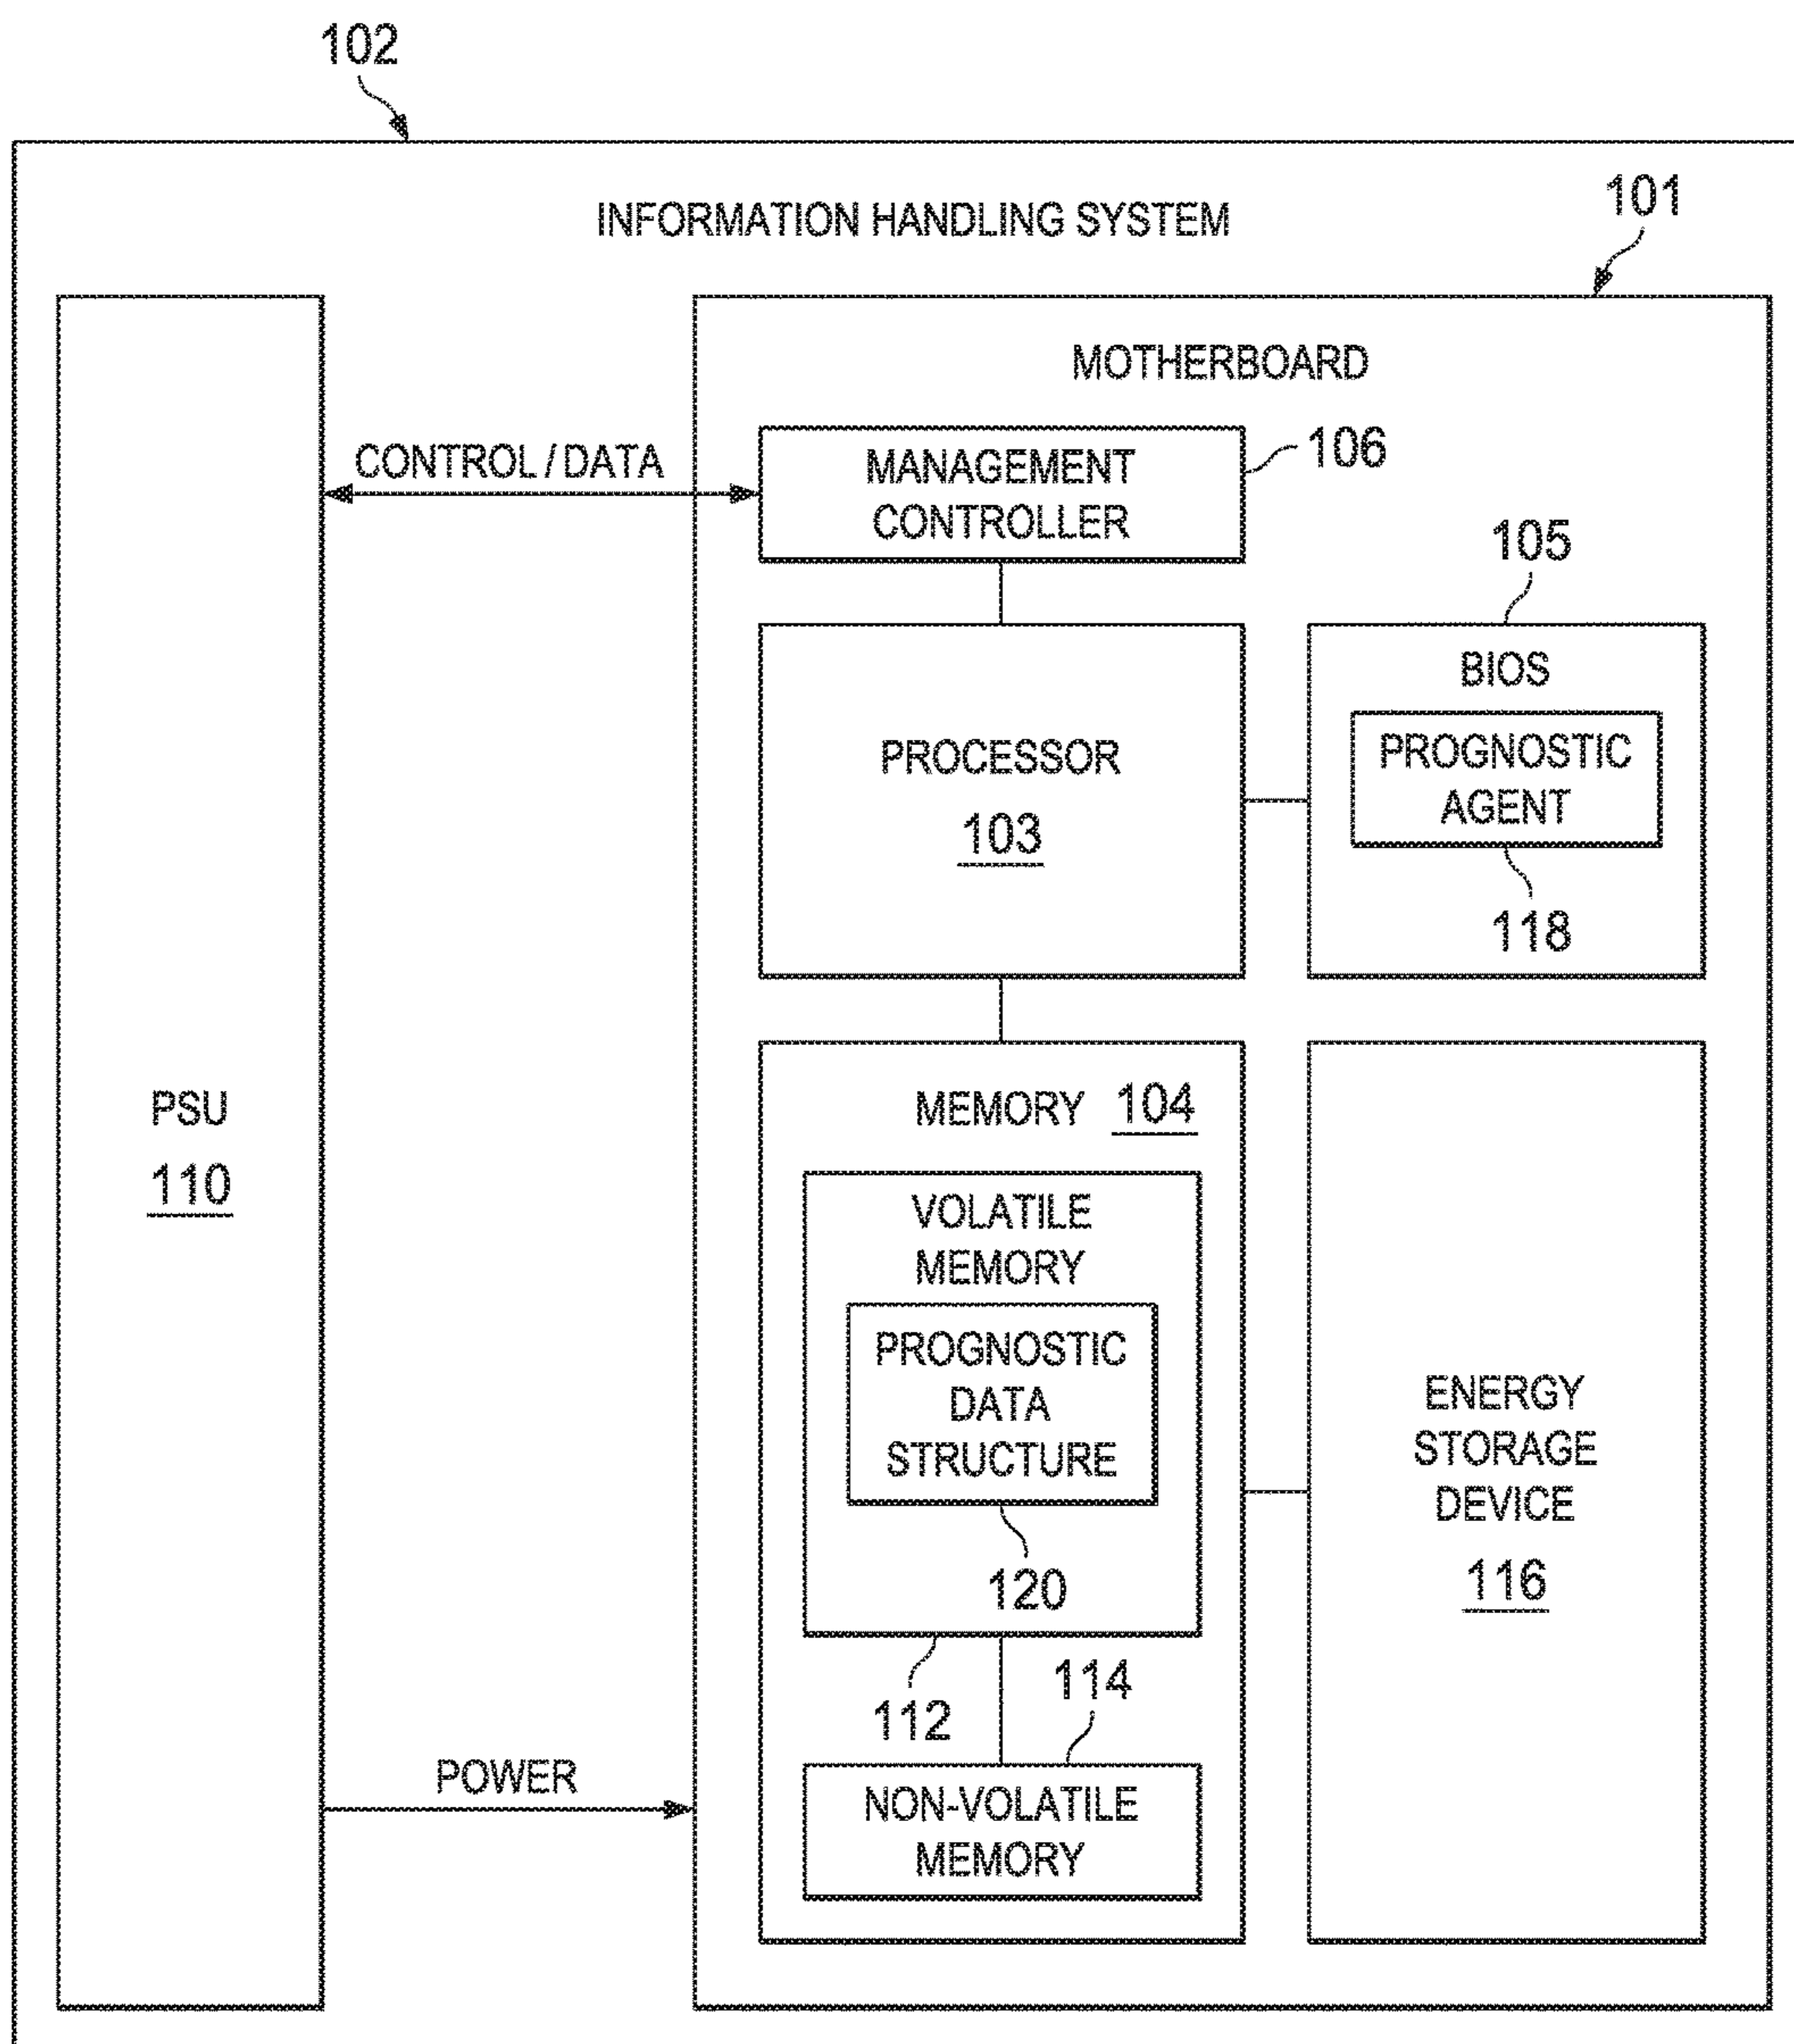 102
INFORMATION HANDLING SYSTEM
101
MOTHERBOARD
CONTROL / DATA
MANAGEMENT
CONTROLLER
106
105
BIOS
PROGNOSTIC
AGENT
118
PROCESSOR
103
PSU
110
MEMORY 104
VOLATILE
MEMORY
PROGNOSTIC
DATA
STRUCTURE
120
112
114
NON-VOLATILE
MEMORY
ENERGY
STORAGE
DEVICE
116
POWER